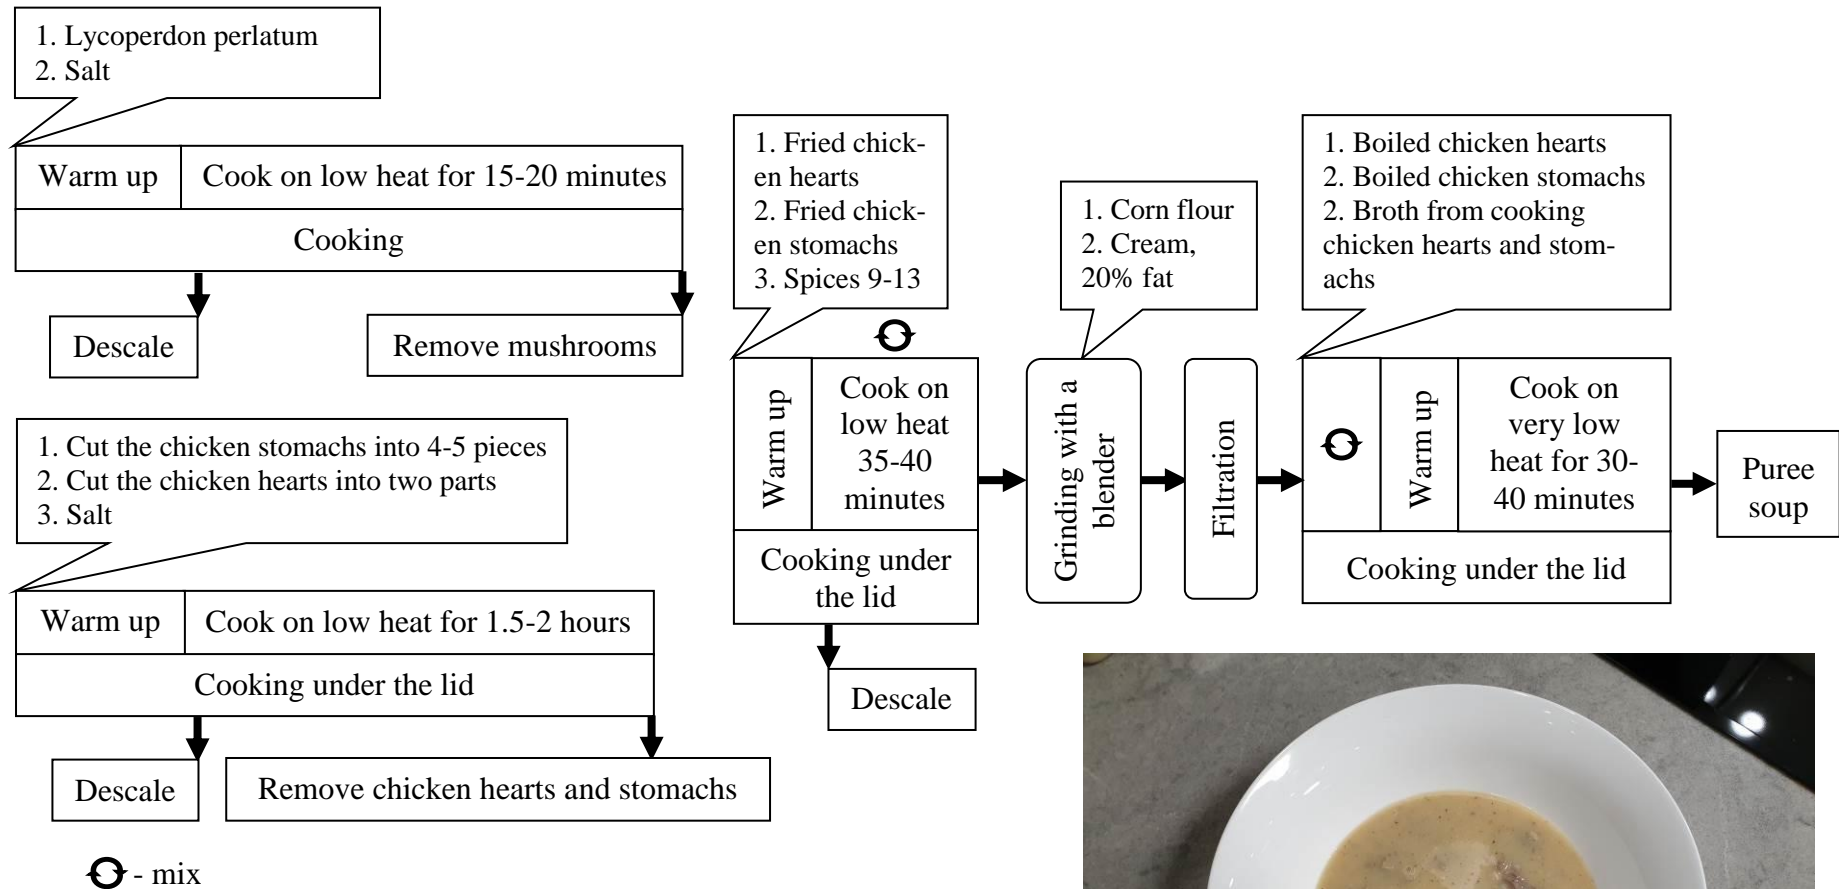 1. Lycoperdon perlatum
2. Salt
Warm up
Cook on low heat for 15-20 minutes
Cooking
Descale
Remove mushrooms
1. Cut the chicken stomachs into 4-5 pieces
2. Cut the chicken hearts into two parts
3. Salt
Warm up
Cook on low heat for 1.5-2 hours
Cooking under the lid
Descale
Remove chicken hearts and stomachs
- mix
1. Fried chick-
en hearts
2. Fried chick-
en stomachs
3. Spices 9-13
Warm up
Cook on
low heat
35-40
minutes
Cooking under
the lid
Descale
1. Corn flour
2. Cream,
20% fat
Grinding with a
blender
Filtration
1. Boiled chicken hearts
2. Boiled chicken stomachs
2. Broth from cooking
chicken hearts and stom-
achs
Warm up
Cook on
very low
heat for 30-
40 minutes
Cooking under the lid
Puree
soup